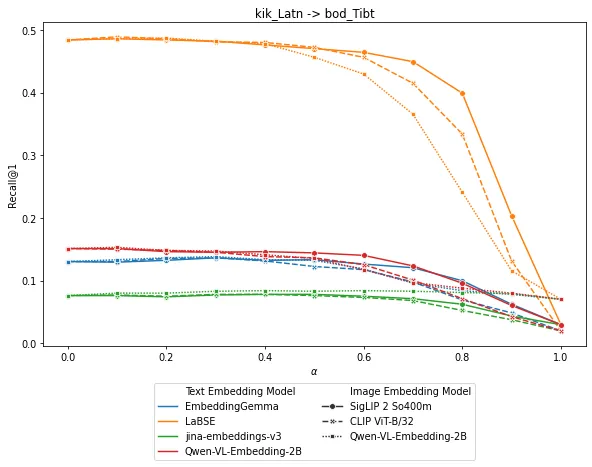 kik_Latn -> bod_Tibt
Recall@1
0.5
0.4
0.3
0.2
0.1
0.0
0.0 0.2 0.4 0.6 0.8 1.0
α
Text Embedding Model Image Embedding Model
EmbeddingGemma SigLIP 2 So400m
LaBSE CLIP ViT-B/32
jina-embeddings-v3 Qwen-VL-Embedding-2B
Qwen-VL-Embedding-2B